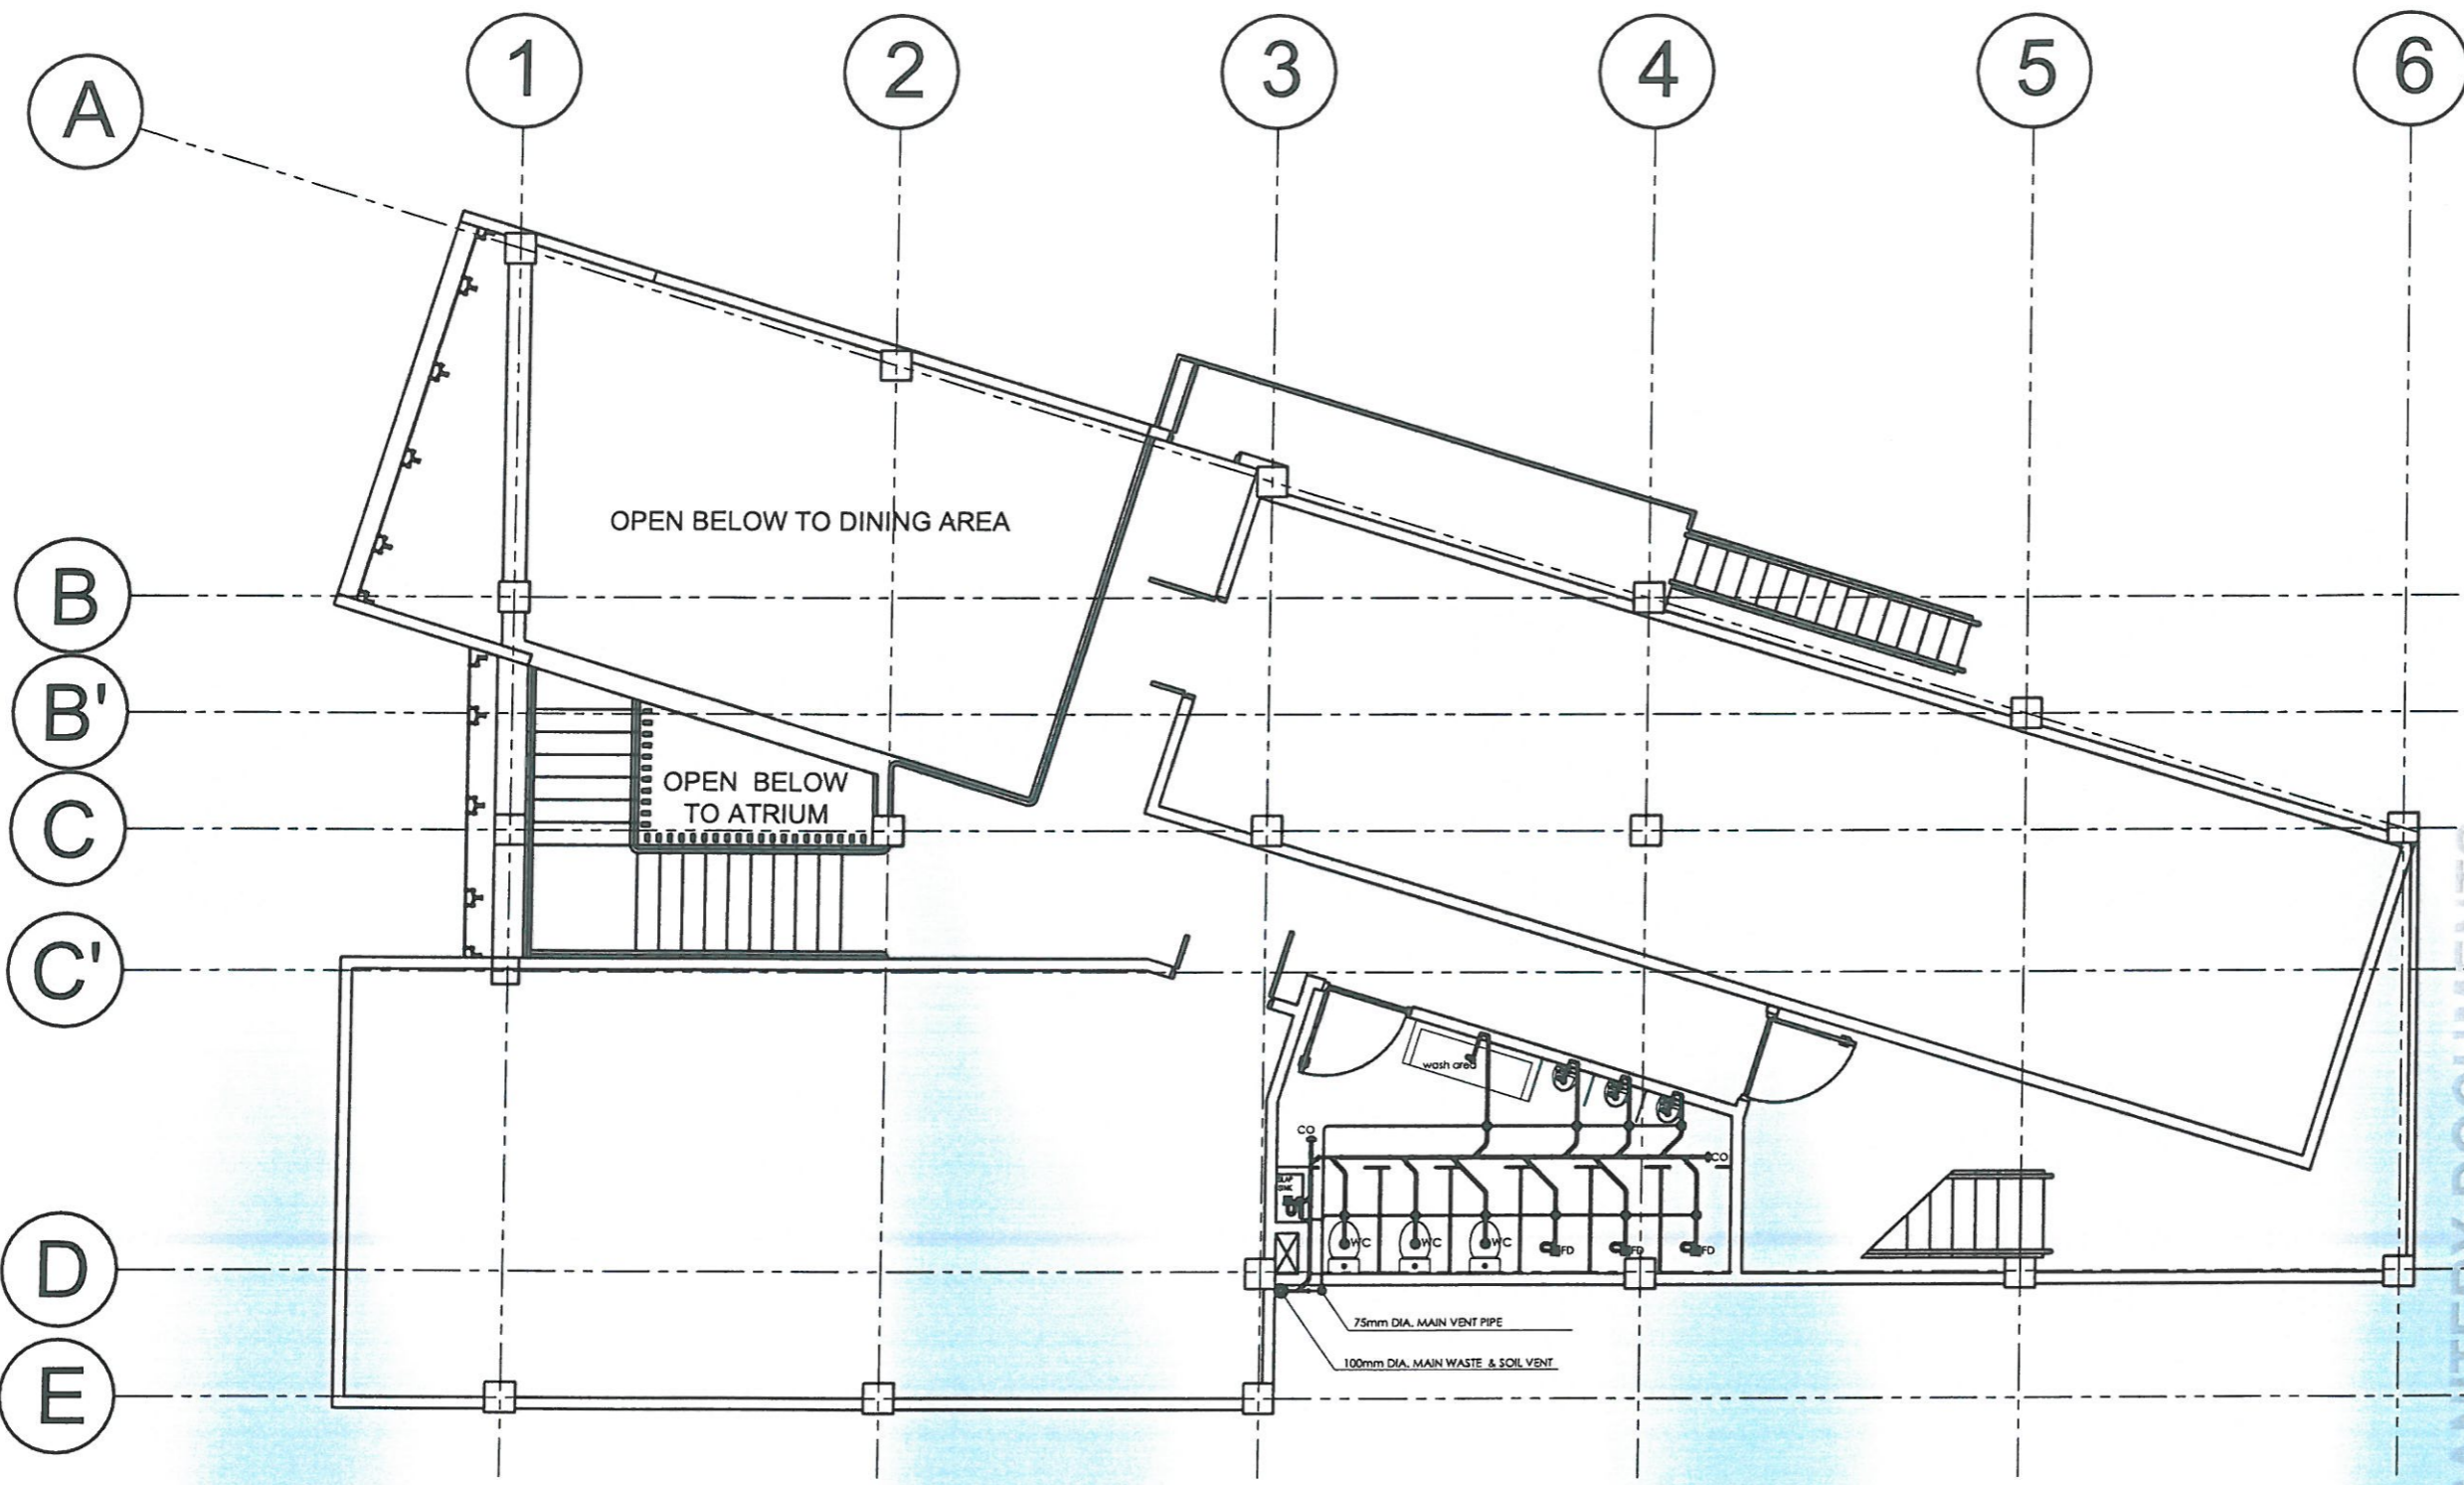 1
2
3
4
5
6
A
B
B'
C
C'
D
E
OPEN BELOW TO DINING AREA
OPEN BELOW
TO ATRIUM
wash area
CO
CO
WC
WC
WC
FD
FD
FD
75mm DIA. MAIN VENT PIPE
100mm DIA. MAIN WASTE & SOIL VENT